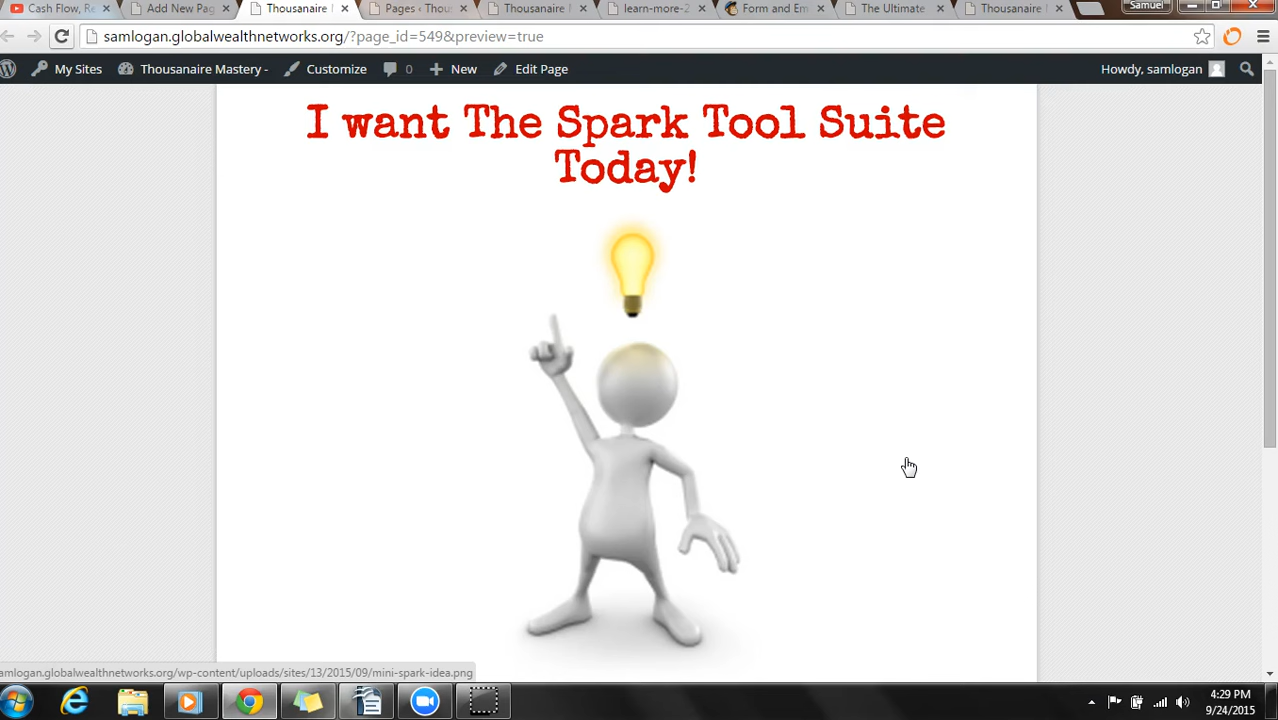 Cash Flow, Re
Add New Pag
Thousanaire
Pages ‹ Thou
Thousanaire
learn-more-2
Form and Em
The Ultimate
Thousanaire
Samuel
samlogan.globalwealthnetworks.org/?page_id=549&preview=true
My Sites
Thousanaire Mastery -
Customize
0
New
Edit Page
Howdy, samlogan
I want The Spark Tool Suite
Today!
amlogan.globalwealthnetworks.org/wp-content/uploads/sites/13/2015/09/mini-spark-idea.png
4:29 PM
9/24/2015